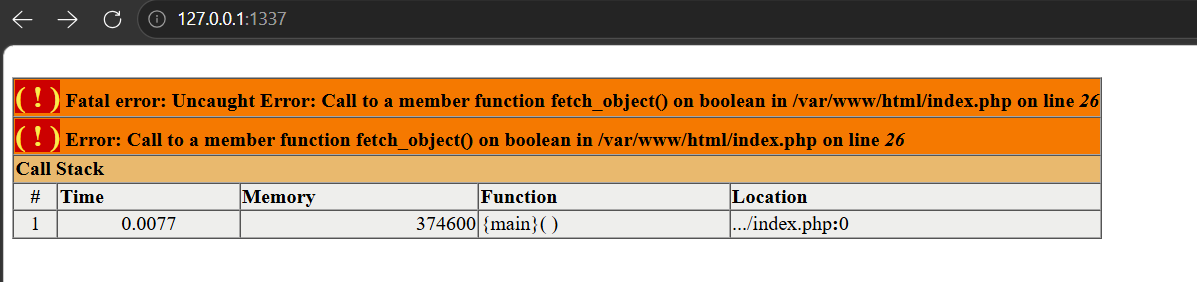 127.0.0.1:1337
( ! ) Fatal error: Uncaught Error: Call to a member function fetch_object() on boolean in /var/www/html/index.php on line 26
( ! ) Error: Call to a member function fetch_object() on boolean in /var/www/html/index.php on line 26
Call Stack
# Time Memory Function Location
1 0.0077 374600 {main}( ) .../index.php:0